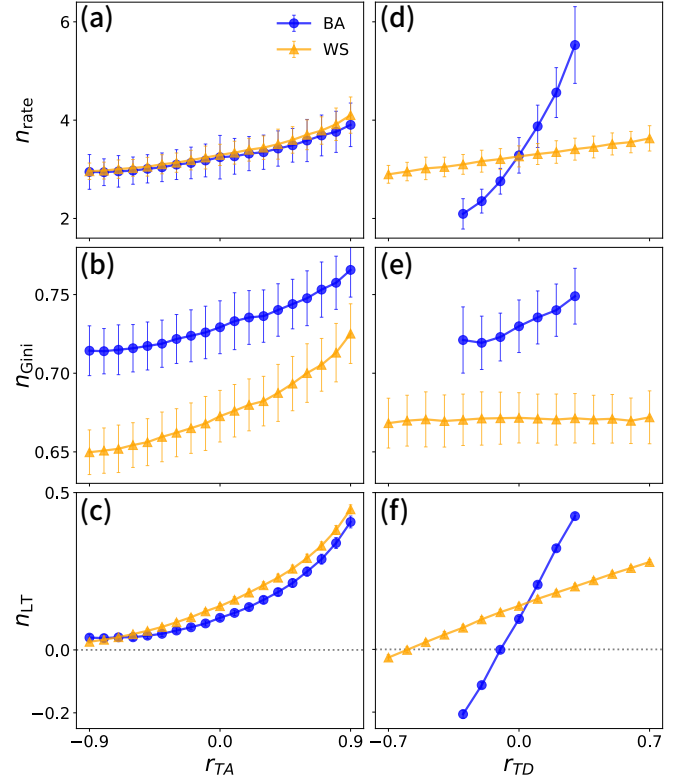 (a)
BA
WS
6
4
2
n_rate
(d)
(b)
0.75
0.70
0.65
n_Gini
(e)
(c)
0.5
0.0
−0.2
n_LT
(f)
−0.9 0.0 0.9
r_TA
−0.7 0.0 0.7
r_TD